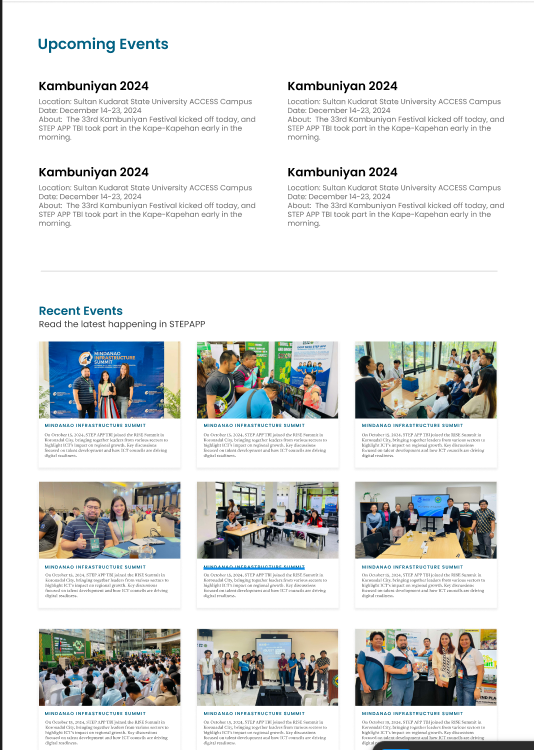 Upcoming Events
Kambuniyan 2024
Location: Sultan Kudarat State University ACCESS Campus
Date: December 14-23, 2024
About:  The 33rd Kambuniyan Festival kicked off today, and
STEP APP TBI took part in the Kape-Kapehan early in the
morning.
Kambuniyan 2024
Location: Sultan Kudarat State University ACCESS Campus
Date: December 14-23, 2024
About:  The 33rd Kambuniyan Festival kicked off today, and
STEP APP TBI took part in the Kape-Kapehan early in the
morning.
Kambuniyan 2024
Location: Sultan Kudarat State University ACCESS Campus
Date: December 14-23, 2024
About:  The 33rd Kambuniyan Festival kicked off today, and
STEP APP TBI took part in the Kape-Kapehan early in the
morning.
Kambuniyan 2024
Location: Sultan Kudarat State University ACCESS Campus
Date: December 14-23, 2024
About:  The 33rd Kambuniyan Festival kicked off today, and
STEP APP TBI took part in the Kape-Kapehan early in the
morning.
Recent Events
Read the latest happening in STEPAPP
MINDANAO
INFRASTRUCTURE
SUMMIT
MINDANAO INFRASTRUCTURE SUMMIT
On October 15, 2024, STEP APP TBI joined the RISE Summit in
Koronadal City, bringing together leaders from various sectors to
highlight ICT's impact on regional growth. Key discussions
focused on talent development and how ICT councils are driving
digital readiness.
MINDANAO INFRASTRUCTURE SUMMIT
On October 15, 2024, STEP APP TBI joined the RISE Summit in
Koronadal City, bringing together leaders from various sectors to
highlight ICT's impact on regional growth. Key discussions
focused on talent development and how ICT councils are driving
digital readiness.
MINDANAO INFRASTRUCTURE SUMMIT
On October 15, 2024, STEP APP TBI joined the RISE Summit in
Koronadal City, bringing together leaders from various sectors to
highlight ICT's impact on regional growth. Key discussions
focused on talent development and how ICT councils are driving
digital readiness.
MINDANAO INFRASTRUCTURE SUMMIT
On October 15, 2024, STEP APP TBI joined the RISE Summit in
Koronadal City, bringing together leaders from various sectors to
highlight ICT's impact on regional growth. Key discussions
focused on talent development and how ICT councils are driving
digital readiness.
MINDANAO INFRASTRUCTURE SUMMIT
On October 15, 2024, STEP APP TBI joined the RISE Summit in
Koronadal City, bringing together leaders from various sectors to
highlight ICT's impact on regional growth. Key discussions
focused on talent development and how ICT councils are driving
digital readiness.
MINDANAO INFRASTRUCTURE SUMMIT
On October 15, 2024, STEP APP TBI joined the RISE Summit in
Koronadal City, bringing together leaders from various sectors to
highlight ICT's impact on regional growth. Key discussions
focused on talent development and how ICT councils are driving
digital readiness.
MINDANAO INFRASTRUCTURE SUMMIT
On October 15, 2024, STEP APP TBI joined the RISE Summit in
Koronadal City, bringing together leaders from various sectors to
highlight ICT's impact on regional growth. Key discussions
focused on talent development and how ICT councils are driving
digital readiness.
MINDANAO INFRASTRUCTURE SUMMIT
On October 15, 2024, STEP APP TBI joined the RISE Summit in
Koronadal City, bringing together leaders from various sectors to
highlight ICT's impact on regional growth. Key discussions
focused on talent development and how ICT councils are driving
digital readiness.
MINDANAO INFRASTRUCTURE SUMMIT
On October 15, 2024, STEP APP TBI joined the RISE Summit in
Koronadal City, bringing together leaders from various sectors to
highlight ICT's impact on regional growth. Key discussions
focused on talent development and how ICT councils are driving